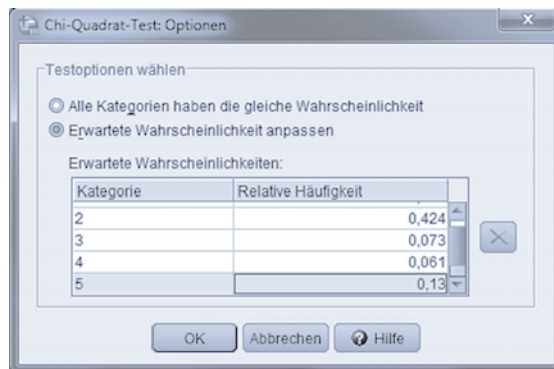 Chi-Quadrat-Test: Optionen
Testoptionen wählen
Alle Kategorien haben die gleiche Wahrscheinlichkeit
Erwartete Wahrscheinlichkeit anpassen
Erwartete Wahrscheinlichkeiten:
Kategorie Relative Häufigkeit
2 0,424
3 0,073
4 0,061
5 0,13
OK Abbrechen Hilfe